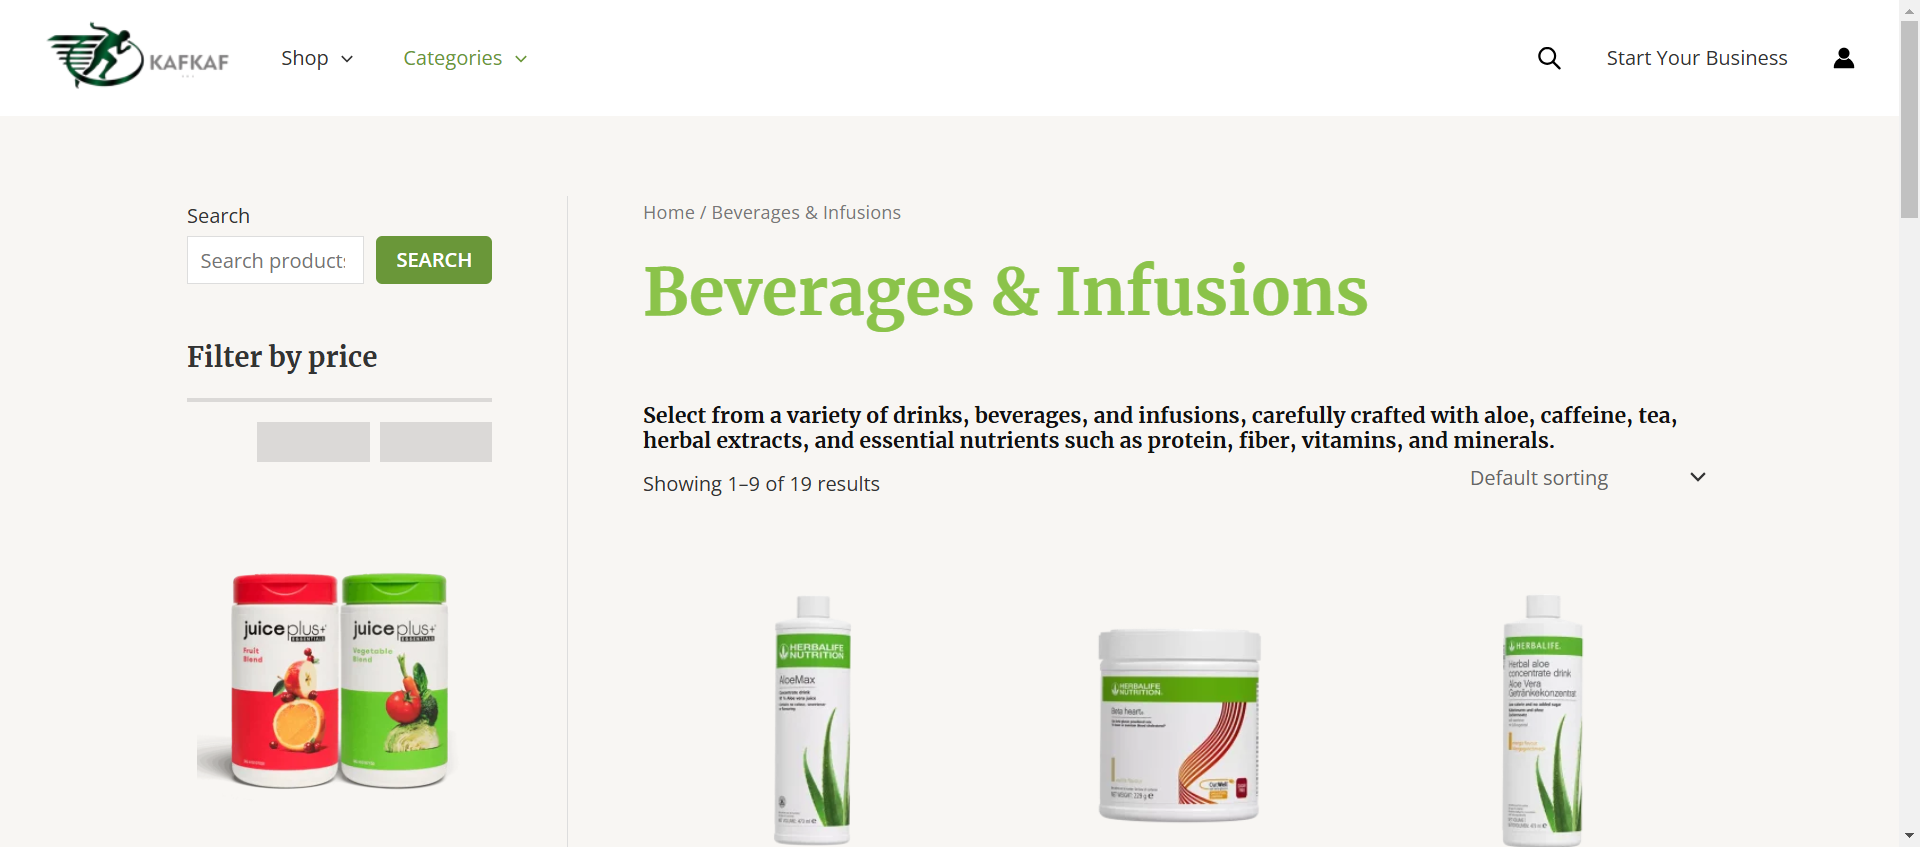 KAFKAF
Shop
Categories
Start Your Business
Search
Search products
SEARCH
Filter by price
Home / Beverages & Infusions
Beverages & Infusions
Select from a variety of drinks, beverages, and infusions, carefully crafted with aloe, caffeine, tea,
herbal extracts, and essential nutrients such as protein, fiber, vitamins, and minerals.
Showing 1–9 of 19 results
Default sorting
juice plus+
ESSENTIALS
Fruit
Blend
juice plus+
ESSENTIALS
Vegetable
Blend
HERBALIFE
NUTRITION
AloeMax
HERBALIFE
NUTRITION
Beta heart
HERBALIFE
Herbal aloe
concentrate drink
Aloe Vera
Getränkekonzentrat